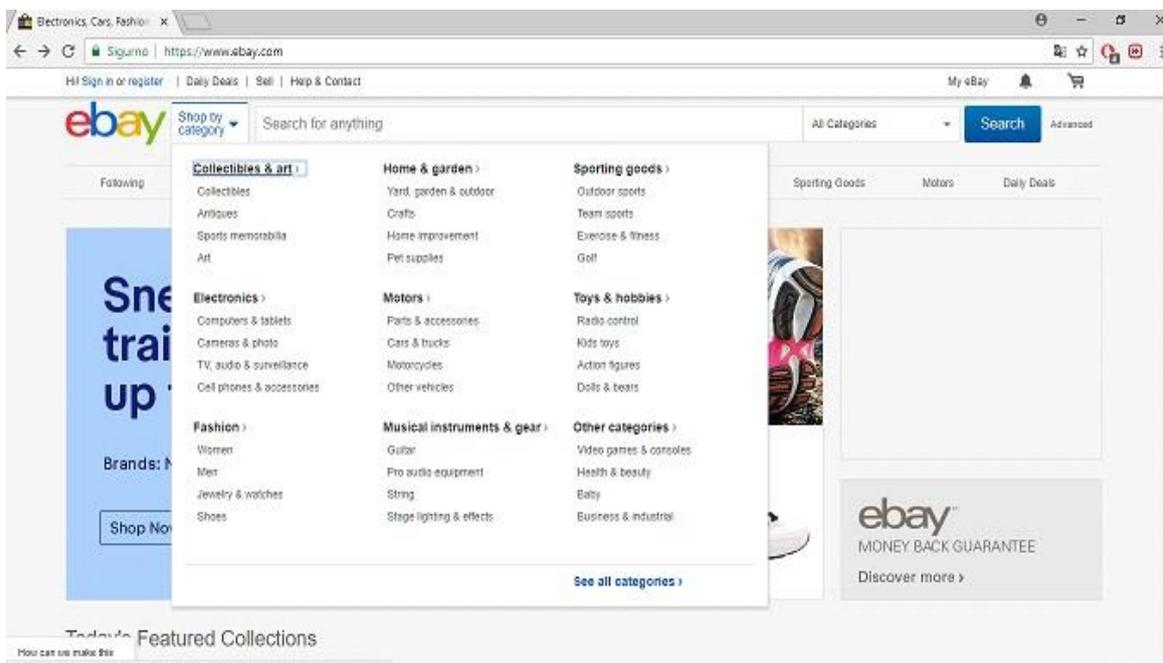 Electronics, Cars, Fashion
Sigurno https://www.ebay.com
Hi! Sign in or register | Daily Deals | Sell | Help & Contact
My eBay
ebay
Shop by category
Search for anything
All Categories
Search
Advanced
Following
Sporting Goods
Motors
Daily Deals
Collectibles & art
Collectibles
Antiques
Sports memorabilia
Art
Home & garden
Yard, garden & outdoor
Crafts
Home improvement
Pet supplies
Sporting goods
Outdoor sports
Team sports
Exercise & fitness
Golf
Electronics
Computers & tablets
Cameras & photo
TV, audio & surveillance
Cell phones & accessories
Motors
Parts & accessories
Cars & trucks
Motorcycles
Other vehicles
Toys & hobbies
Radio control
Kids toys
Action figures
Dolls & bears
Fashion
Women
Men
Jewelry & watches
Shoes
Musical instruments & gear
Guitar
Pro audio equipment
String
Stage lighting & effects
Other categories
Video games & consoles
Health & beauty
Baby
Business & industrial
See all categories
Sne
trai
up
Brands: N
Shop Now
ebay
MONEY BACK GUARANTEE
Discover more
Today's Featured Collections
How can we make this